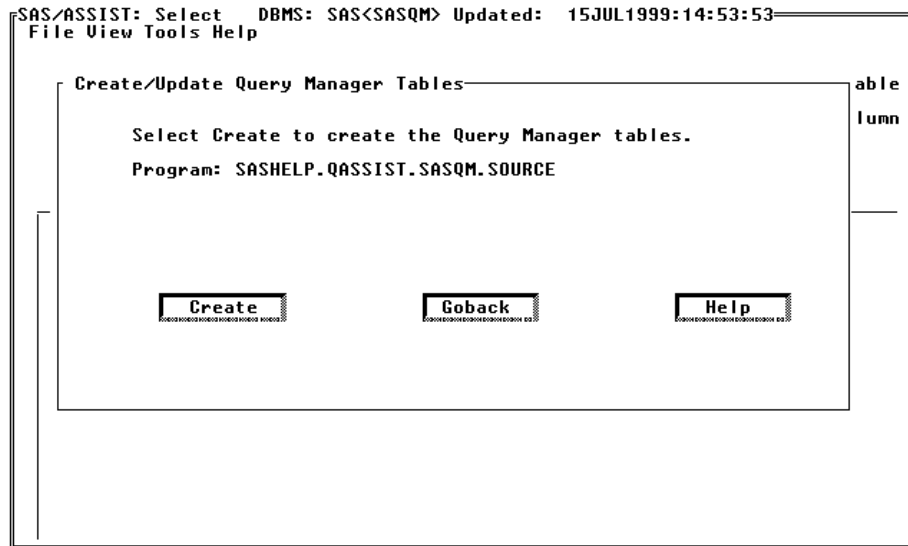 SAS/ASSIST: Select DBMS: SAS<SASQM> Updated: 15JUL1999:14:53:53
File View Tools Help
Create/Update Query Manager Tables
able
lumn
Select Create to create the Query Manager tables.
Program: SASHELP.QASSIST.SASQM.SOURCE
Create Goback Help